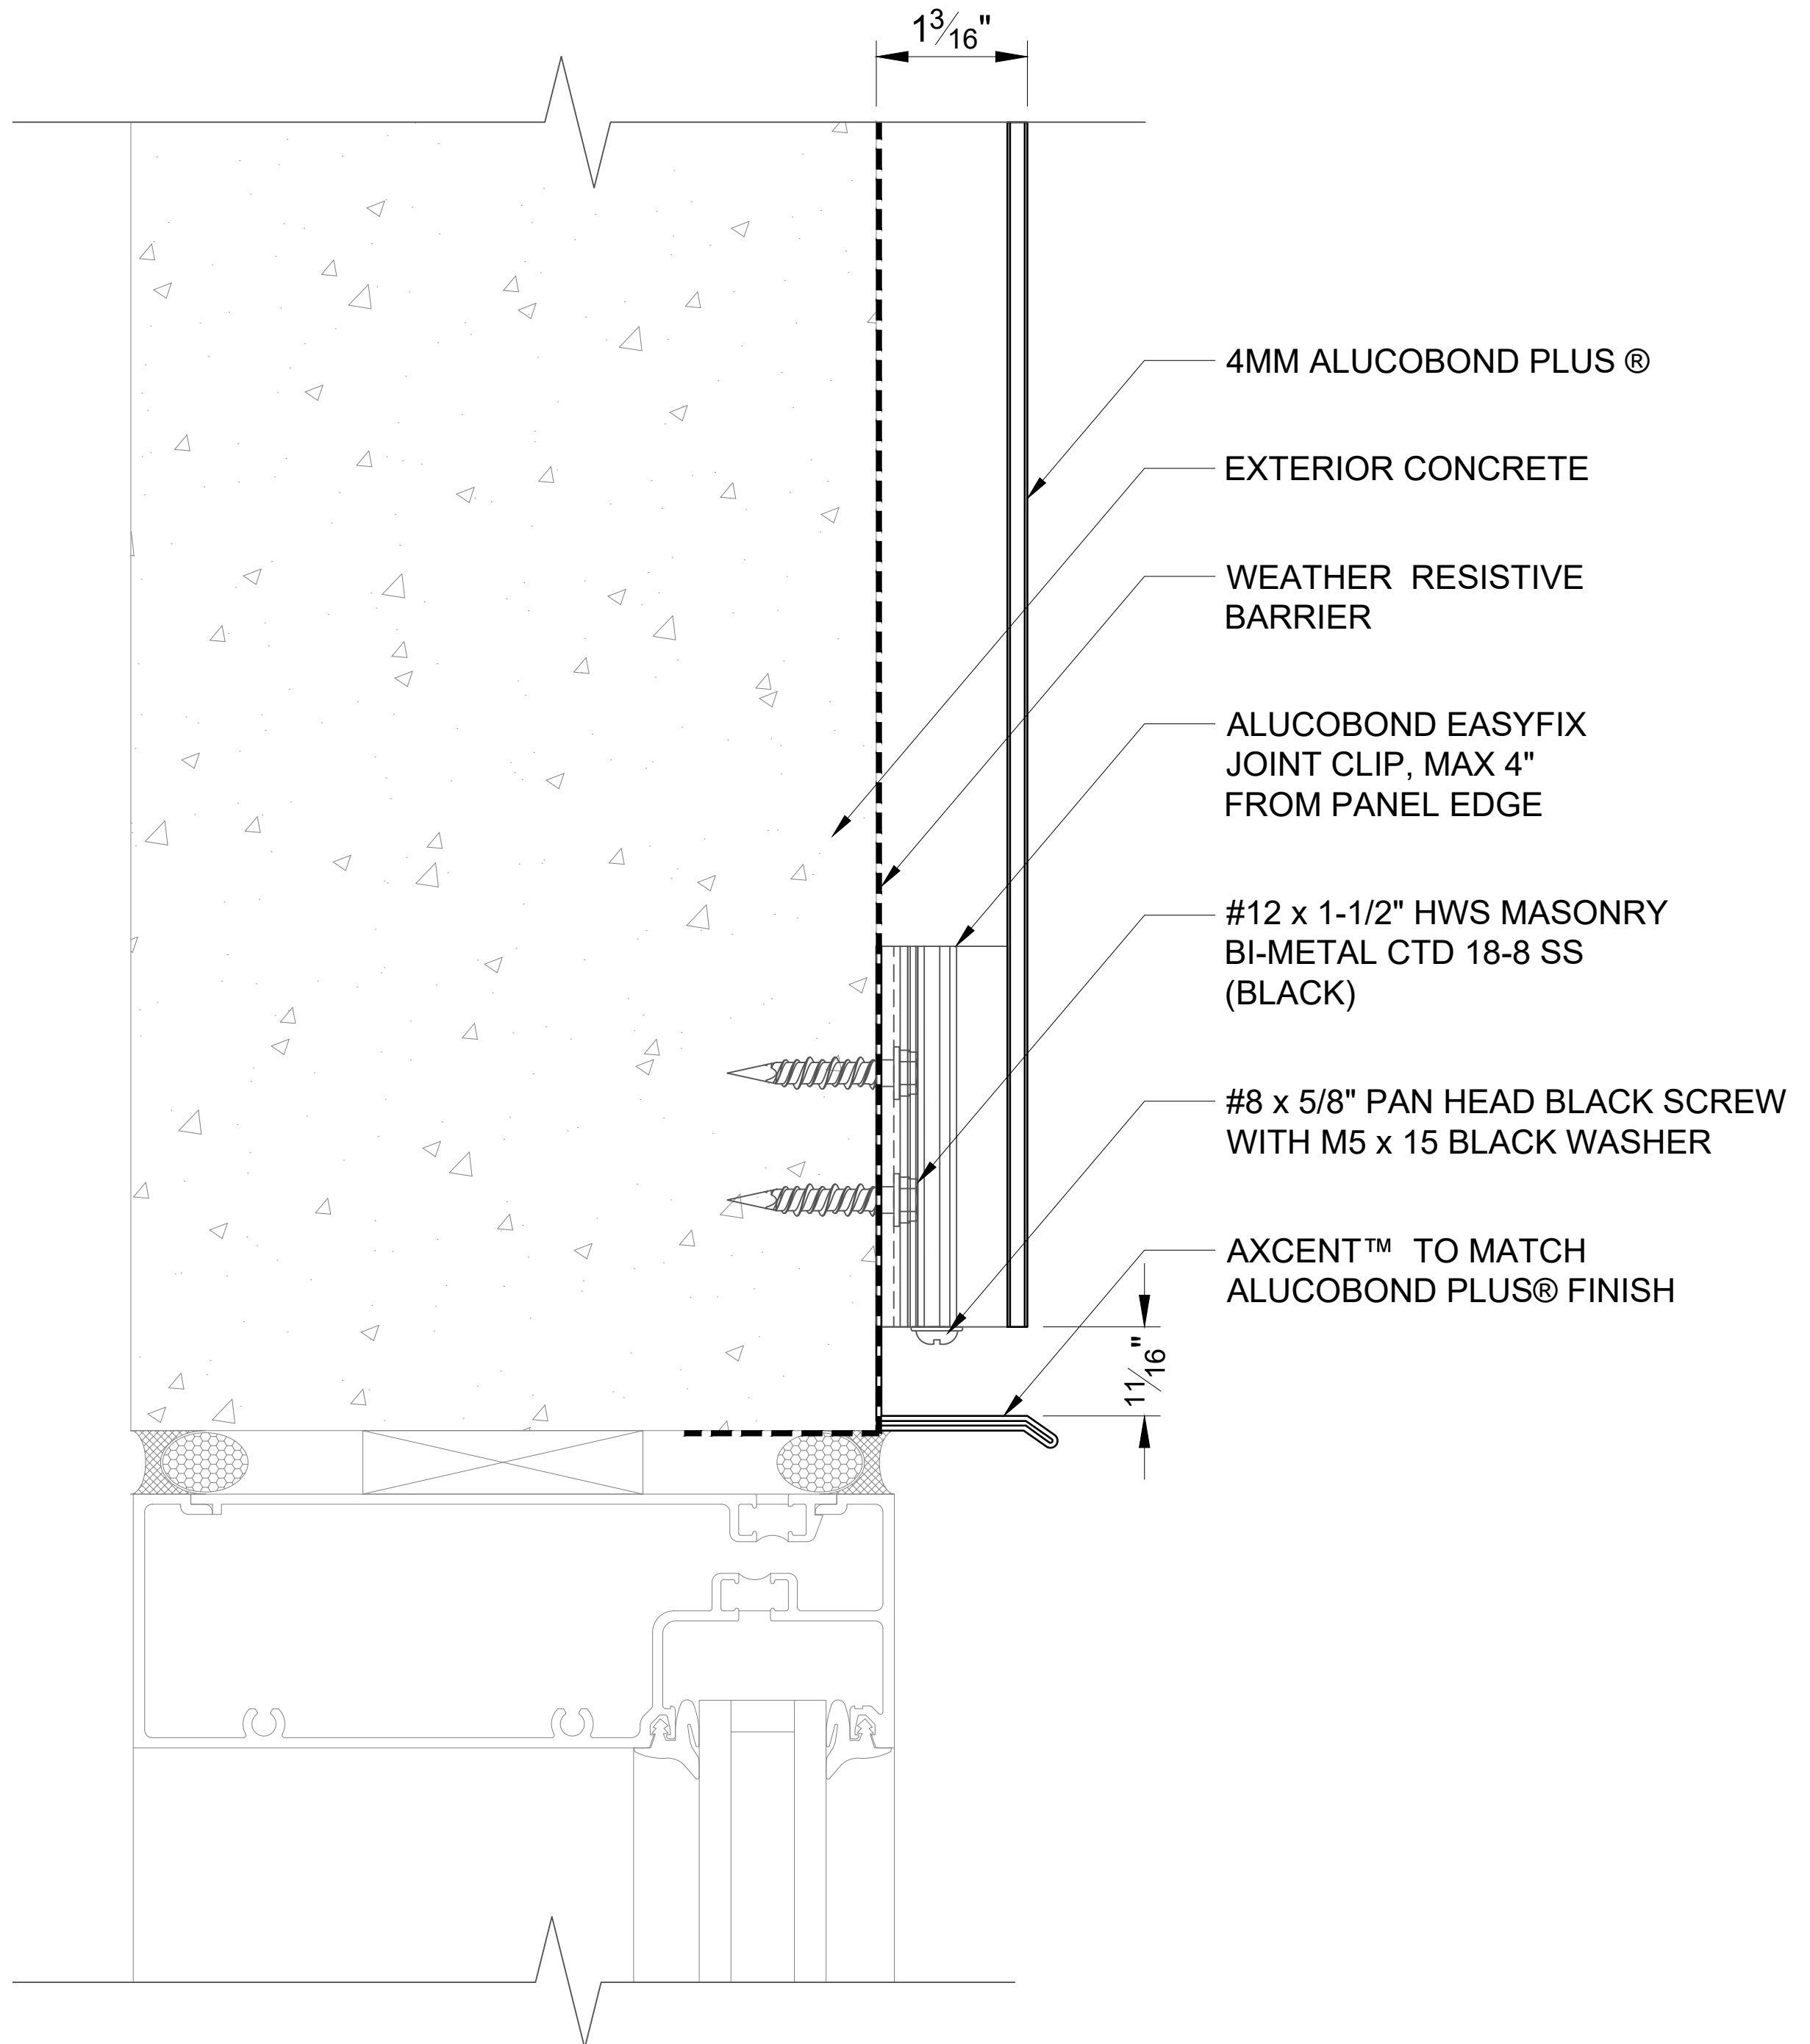 1 3/16"
4MM ALUCOBOND PLUS ®
EXTERIOR CONCRETE
WEATHER RESISTIVE
BARRIER
ALUCOBOND EASYFIX
JOINT CLIP, MAX 4"
FROM PANEL EDGE
#12 x 1-1/2" HWS MASONRY
BI-METAL CTD 18-8 SS
(BLACK)
#8 x 5/8" PAN HEAD BLACK SCREW
WITH M5 x 15 BLACK WASHER
AXCENT™ TO MATCH
ALUCOBOND PLUS® FINISH
11/16"